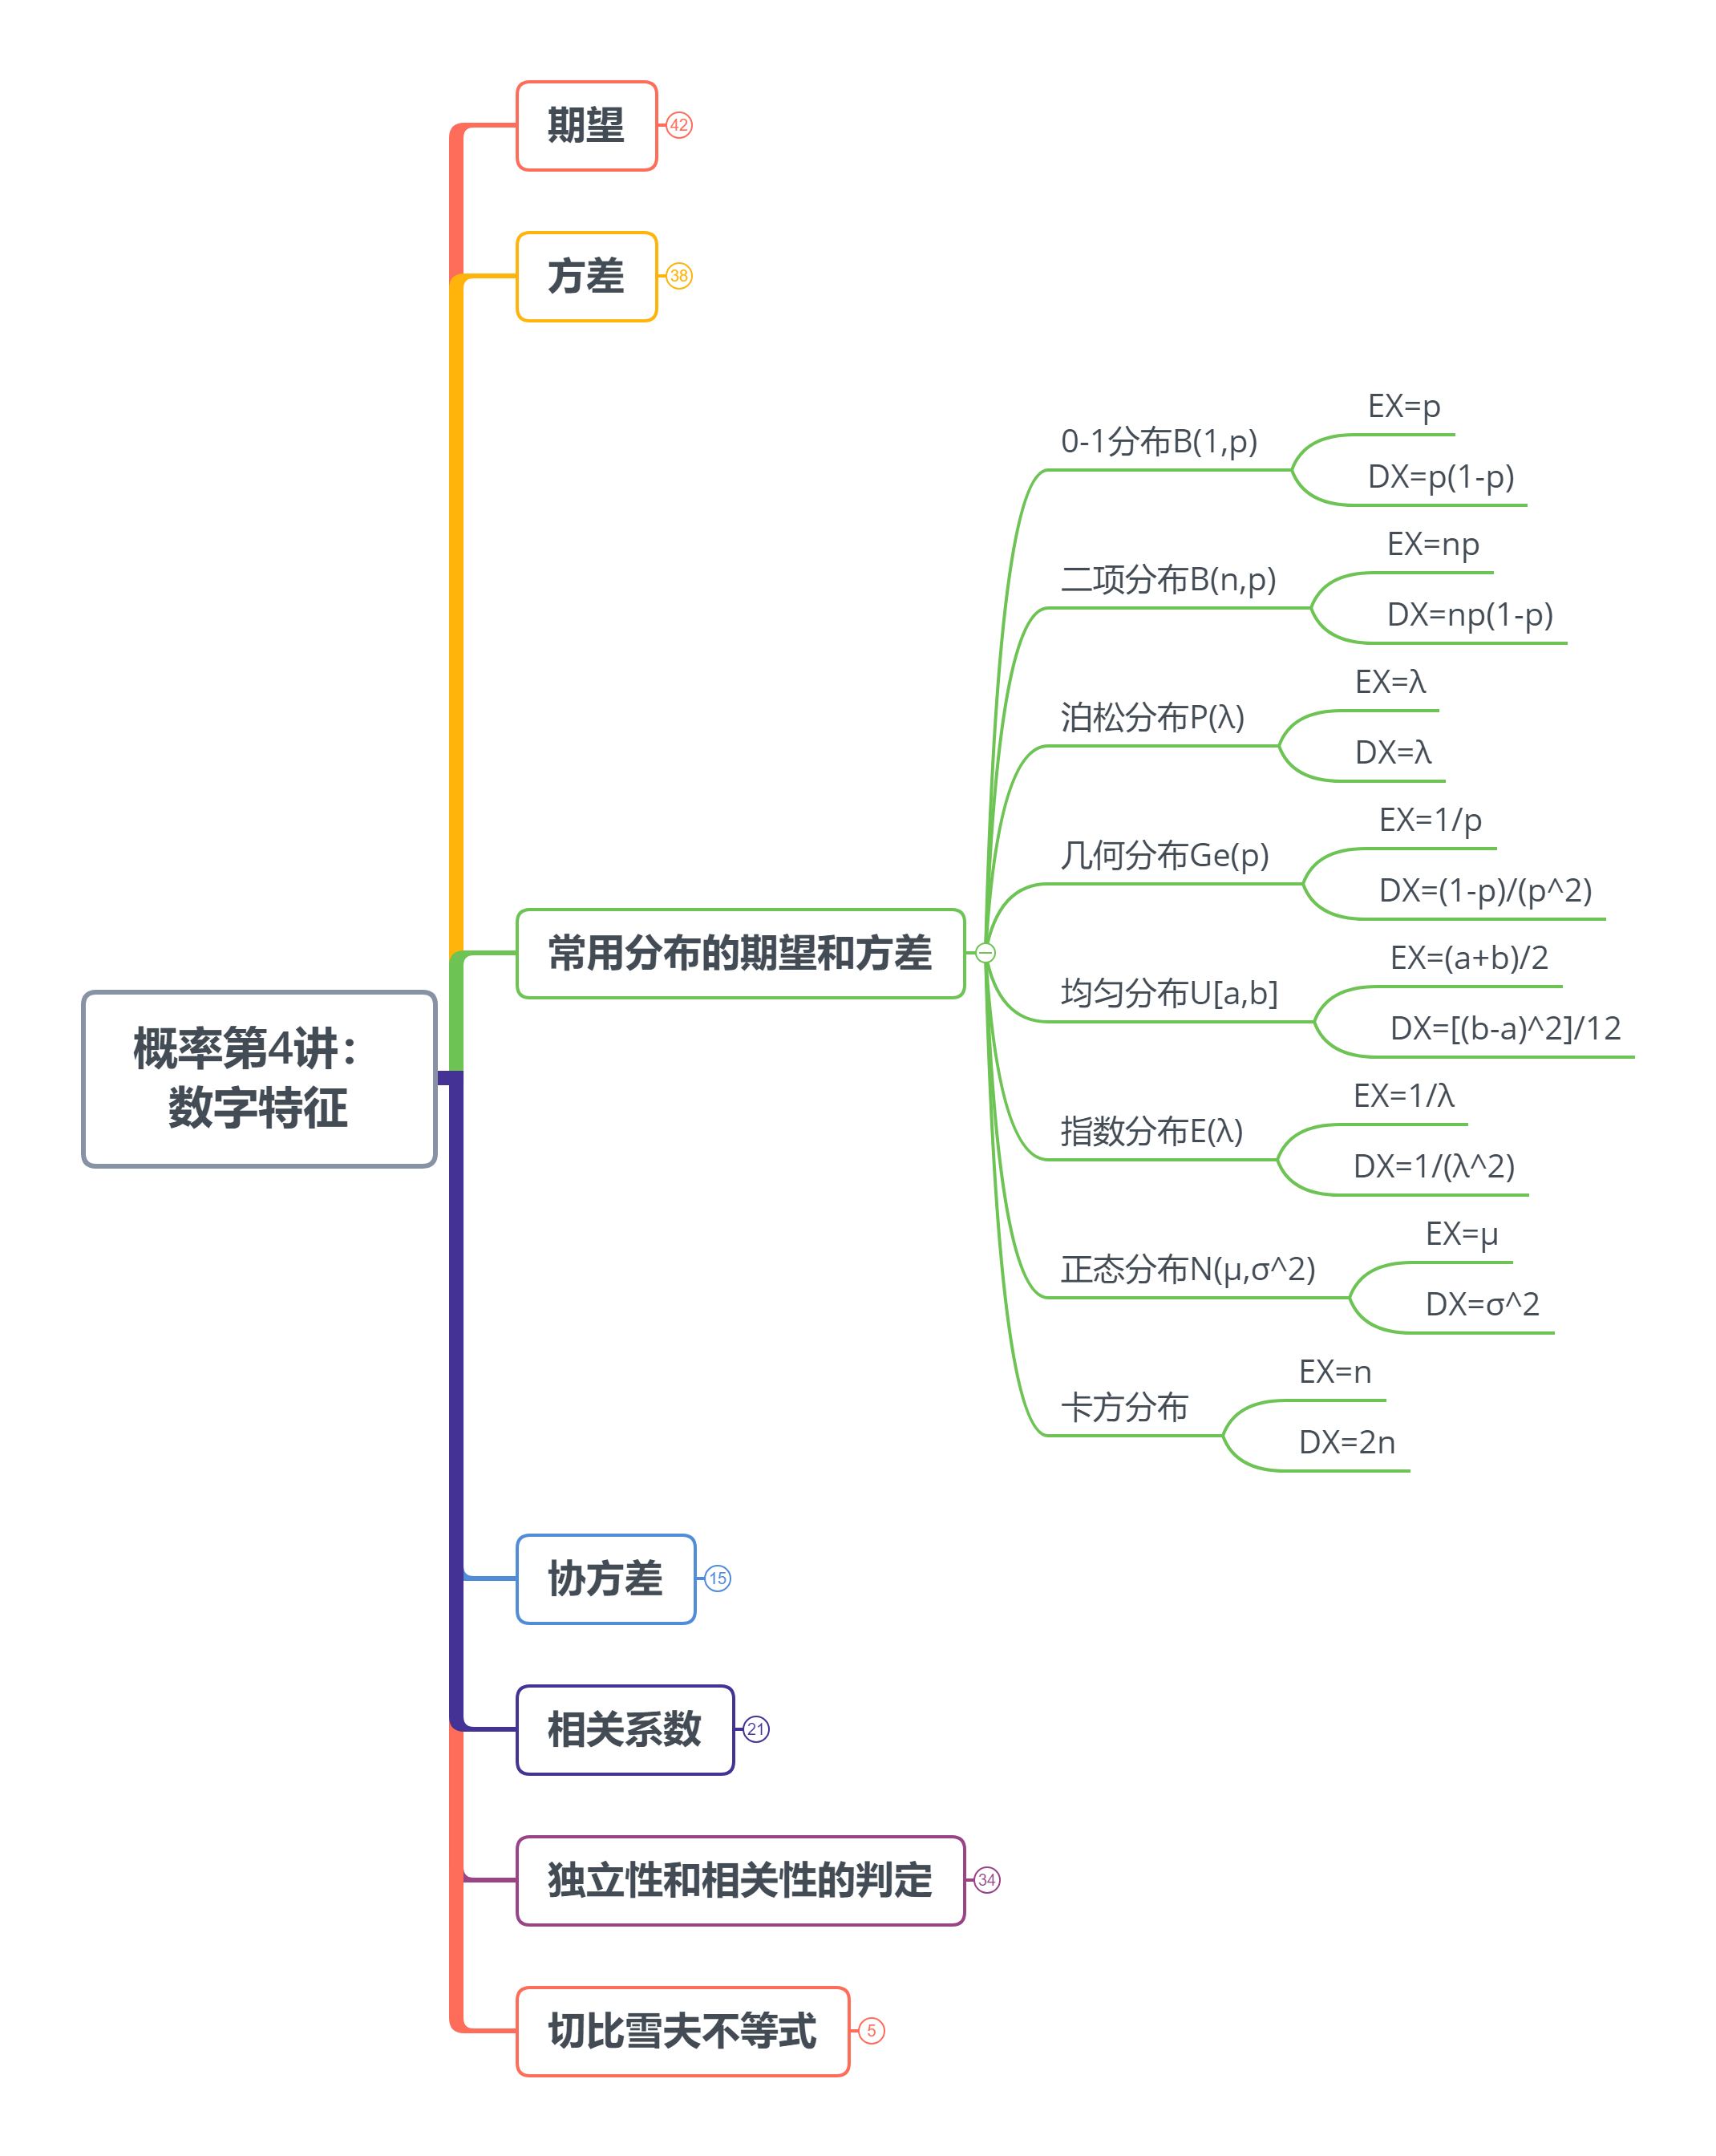 期望
42
方差
38
0-1分布B(1,p)
EX=p
DX=p(1-p)
二项分布B(n,p)
EX=np
DX=np(1-p)
泊松分布P(λ)
EX=λ
DX=λ
几何分布Ge(p)
EX=1/p
DX=(1-p)/(p^2)
常用分布的期望和方差
均匀分布U[a,b]
EX=(a+b)/2
DX=[(b-a)^2]/12
概率第4讲：
数字特征
指数分布E(λ)
EX=1/λ
DX=1/(λ^2)
正态分布N(μ,σ^2)
EX=μ
DX=σ^2
卡方分布
EX=n
DX=2n
协方差
15
相关系数
21
独立性和相关性的判定
34
切比雪夫不等式
5